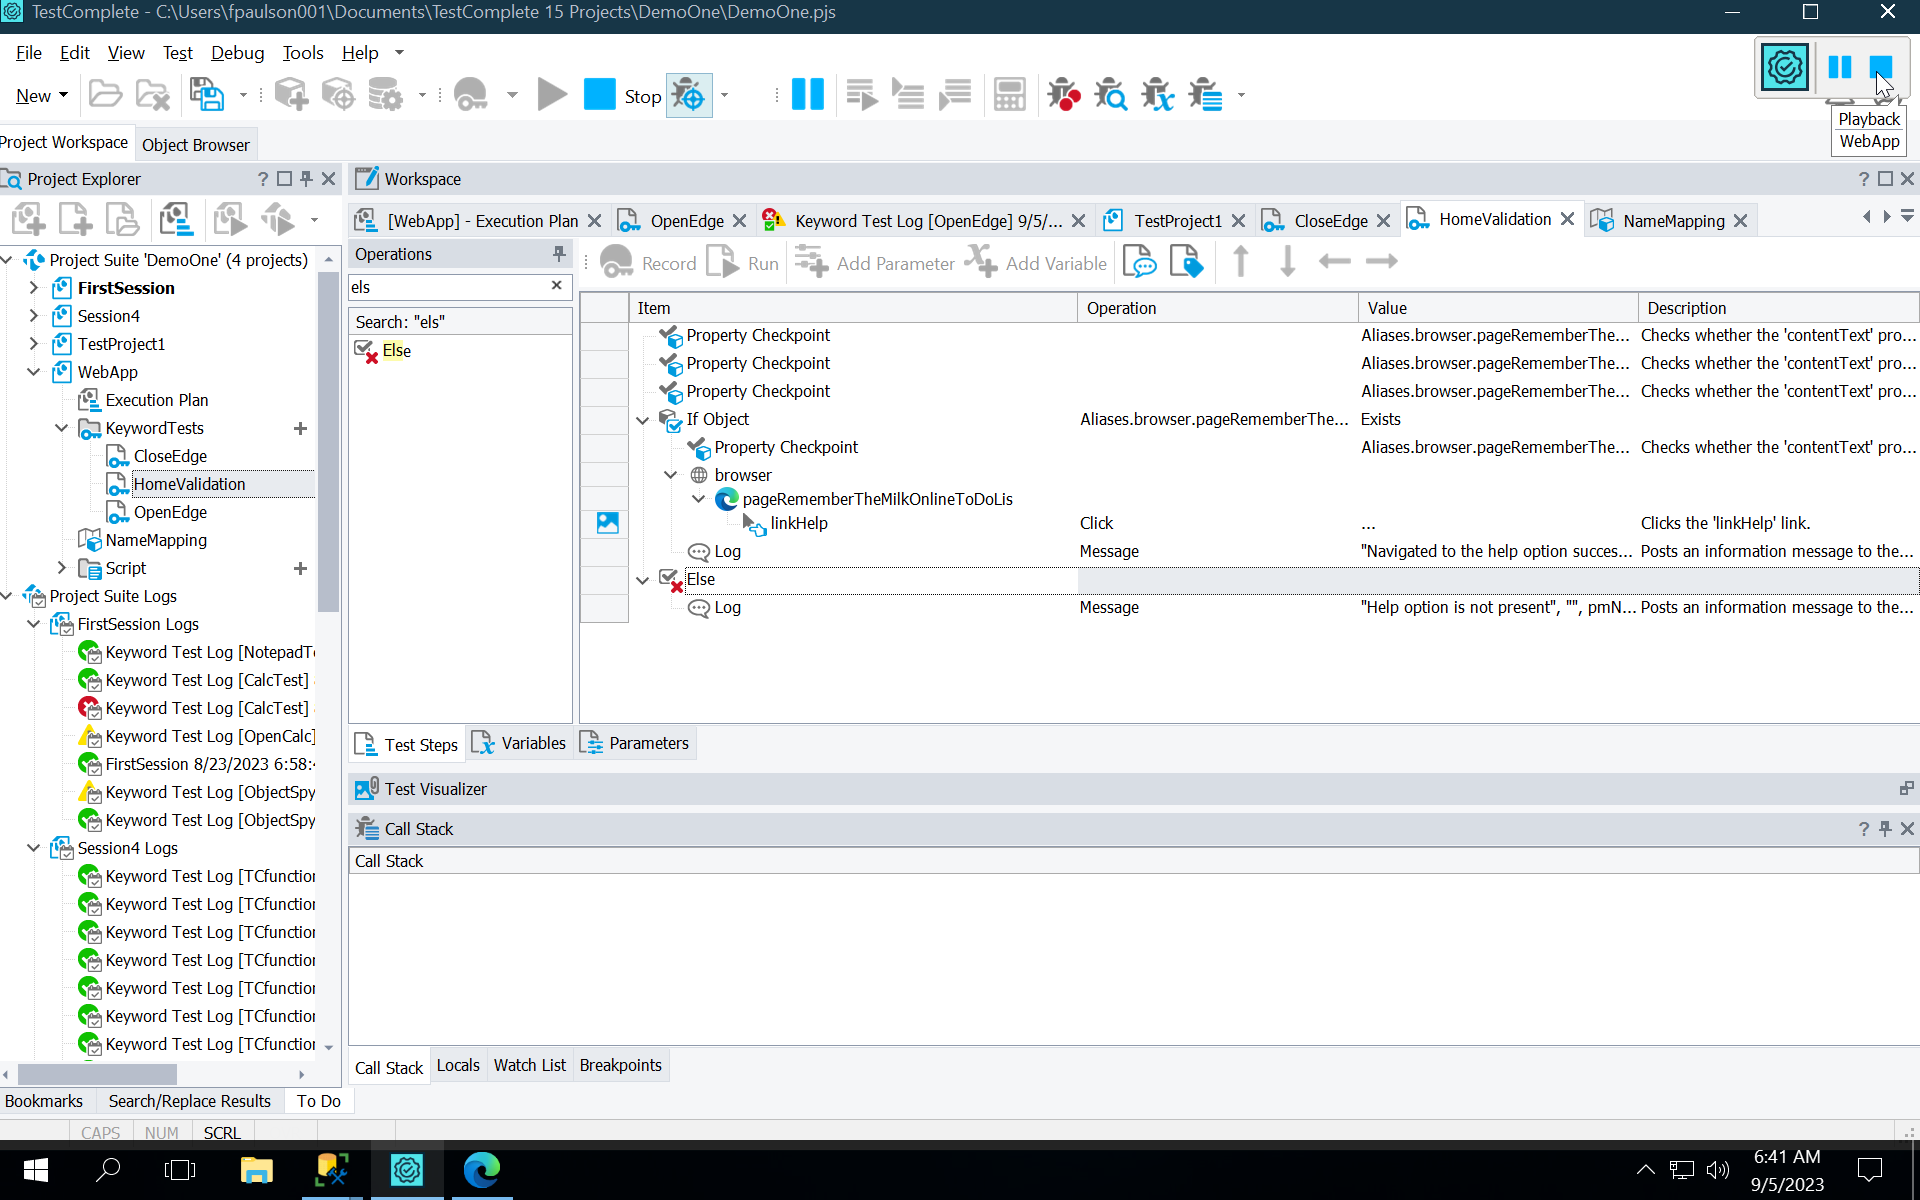 TestComplete - C:\Users\fpaulson001\Documents\TestComplete 15 Projects\DemoOne\DemoOne.pjs
File Edit View Test Debug Tools Help
New Stop
Playback
WebApp
Project Workspace Object Browser
Project Explorer ?
Workspace ?
[WebApp] - Execution Plan OpenEdge Keyword Test Log [OpenEdge] 9/5/... TestProject1 CloseEdge HomeValidation NameMapping
Operations
Record Run Add Parameter Add Variable
els
Search: "els"
Else
Item Operation Value Description
Property Checkpoint Aliases.browser.pageRememberThe... Checks whether the 'contentText' pro...
Property Checkpoint Aliases.browser.pageRememberThe... Checks whether the 'contentText' pro...
Property Checkpoint Aliases.browser.pageRememberThe... Checks whether the 'contentText' pro...
If Object Aliases.browser.pageRememberThe... Exists
Property Checkpoint Aliases.browser.pageRememberThe... Checks whether the 'contentText' pro...
browser
pageRememberTheMilkOnlineToDoLis
linkHelp Click ... Clicks the 'linkHelp' link.
Log Message "Navigated to the help option succes... Posts an information message to the...
Else
Log Message "Help option is not present", "", pmN... Posts an information message to the...
Project Suite 'DemoOne' (4 projects)
FirstSession
Session4
TestProject1
WebApp
Execution Plan
KeywordTests
CloseEdge
HomeValidation
OpenEdge
NameMapping
Script
Project Suite Logs
FirstSession Logs
Keyword Test Log [NotepadTe
Keyword Test Log [CalcTest]
Keyword Test Log [CalcTest]
Keyword Test Log [OpenCalc]
FirstSession 8/23/2023 6:58:4
Keyword Test Log [ObjectSpy
Keyword Test Log [ObjectSpy
Session4 Logs
Keyword Test Log [TCfunction
Keyword Test Log [TCfunction
Keyword Test Log [TCfunction
Keyword Test Log [TCfunction
Keyword Test Log [TCfunction
Keyword Test Log [TCfunction
Keyword Test Log [TCfunction
Test Steps Variables Parameters
Test Visualizer
Call Stack ?
Call Stack
Call Stack Locals Watch List Breakpoints
Bookmarks Search/Replace Results To Do
CAPS NUM SCRL
6:41 AM
9/5/2023